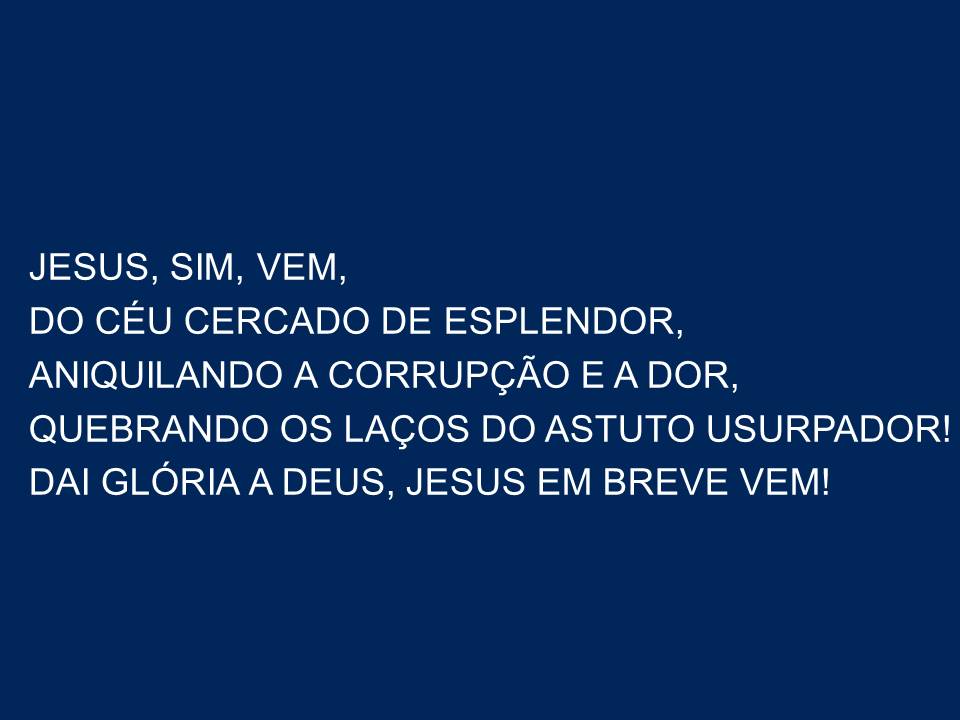 JESUS, SIM, VEM,
DO CÉU CERCADO DE ESPLENDOR,
ANIQUILANDO A CORRUPÇÃO E A DOR,
QUEBRANDO OS LAÇOS DO ASTUTO USURPADOR!
DAI GLÓRIA A DEUS, JESUS EM BREVE VEM!